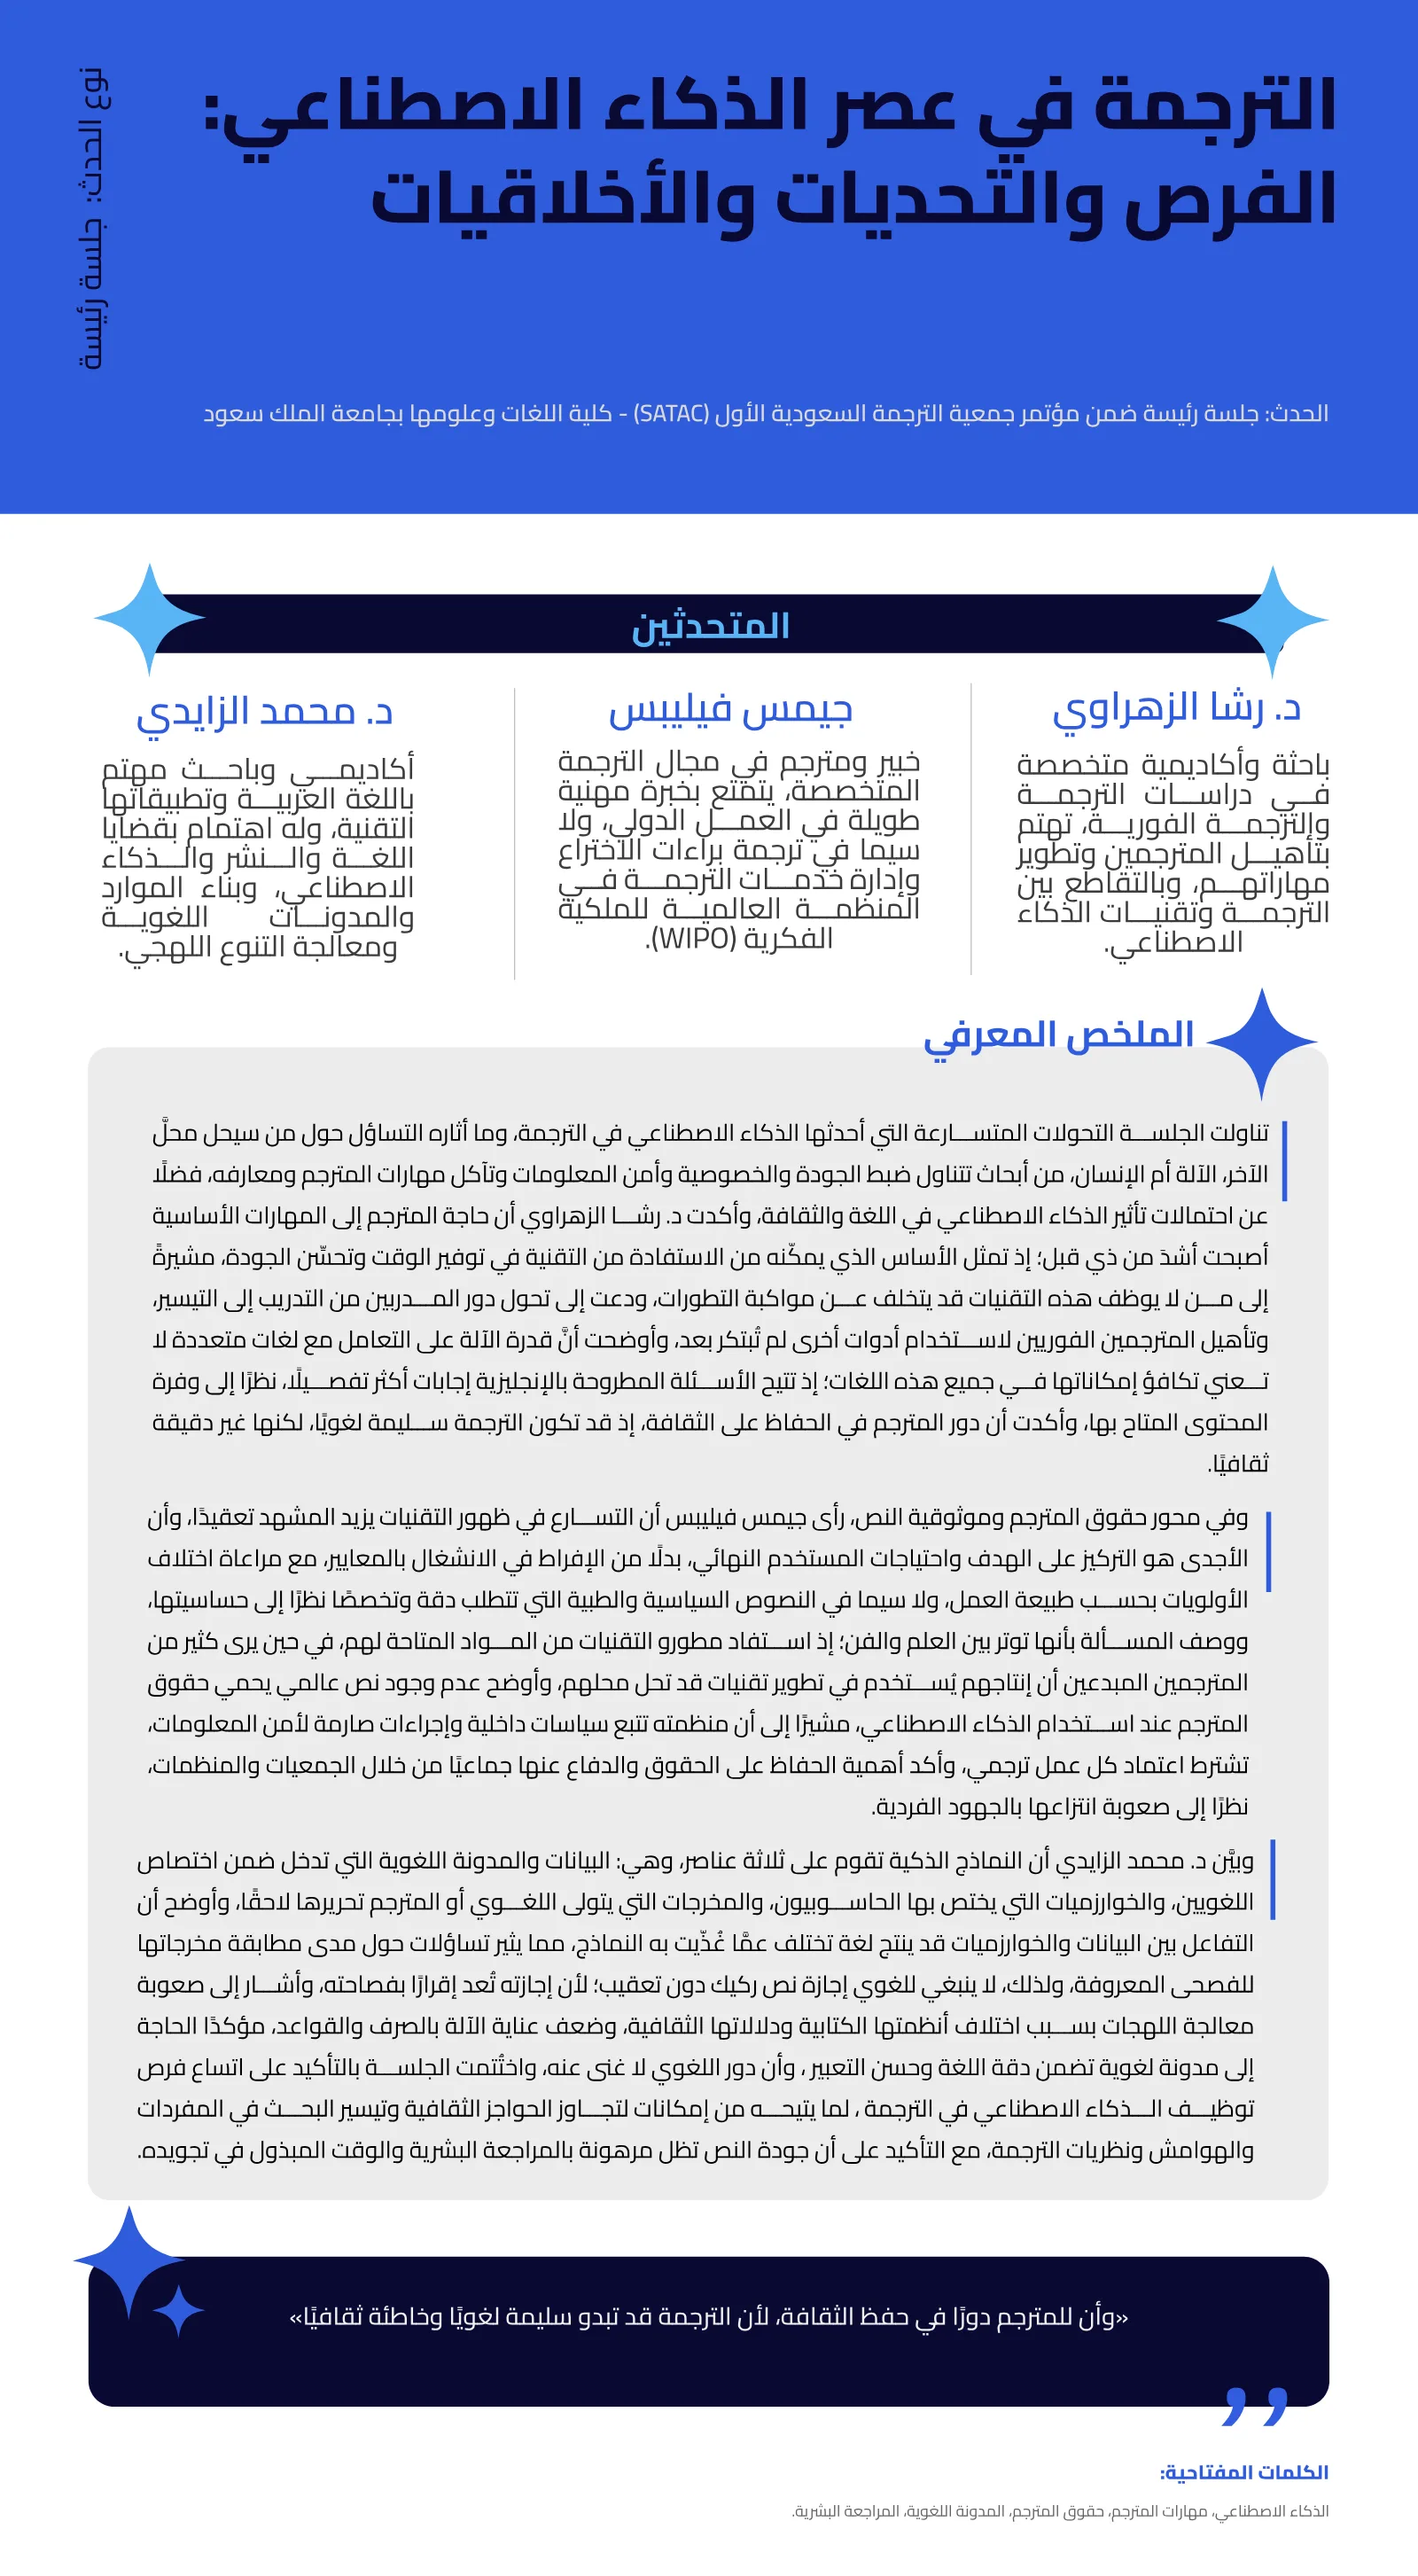 الترجمة في عصر الذكاء الاصطناعي:
الفرص والتحديات والأخلاقيات
نوع الحدث: جلسة رئيسة
الحدث: جلسة رئيسة ضمن مؤتمر جمعية الترجمة السعودية الأول (SATAC) - كلية اللغات وعلومها بجامعة الملك سعود
المتحدثين
د. رشا الزهراوي
باحثة وأكاديمية متخصصة
في دراسات الترجمة
والترجمة الفورية، تهتم
بتأهيل المترجمين وتطوير
مهاراتهم، وبالتقاطع بين
الترجمة وتقنيات الذكاء
الاصطناعي.
جيمس فيليبس
خبير ومترجم في مجال الترجمة
المتخصصة، يتمتع بخبرة مهنية
طويلة في العمل الدولي، ولا
سيما في ترجمة براءات الاختراع
وإدارة خدمات الترجمة في
المنظمة العالمية للملكية
الفكرية (WIPO).
د. محمد الزايدي
أكاديمي وباحث مهتم
باللغة العربية وتطبيقاتها
التقنية، وله اهتمام بقضايا
اللغة والنشر والذكاء
الاصطناعي، وبناء الموارد
والمدونات اللغوية
ومعالجة التنوع اللهجي.
الملخص المعرفي
تناولت الجلسة التحولات المتسارعة التي أحدثها الذكاء الاصطناعي في الترجمة، وما أثاره التساؤل حول من سيحل محلَّ
الآخر، الآلة أم الإنسان، من أبحاث تتناول ضبط الجودة والخصوصية وأمن المعلومات وتآكل مهارات المترجم ومعارفه، فضلًا
عن احتمالات تأثير الذكاء الاصطناعي في اللغة والثقافة، وأكدت د. رشا الزهراوي أن حاجة المترجم إلى المهارات الأساسية
أصبحت أشدَ من ذي قبل؛ إذ تمثل الأساس الذي يمكّنه من الاستفادة من التقنية في توفير الوقت وتحسّن الجودة، مشيرةً
إلى من لا يوظف هذه التقنيات قد يتخلف عن مواكبة التطورات، ودعت إلى تحول دور المدربين من التدريب إلى التيسير،
وتأهيل المترجمين الفوريين لاستخدام أدوات أخرى لم تُبتكر بعد، وأوضحت أنَّ قدرة الآلة على التعامل مع لغات متعددة لا
تعني تكافؤ إمكاناتها في جميع هذه اللغات؛ إذ تتيح الأسئلة المطروحة بالإنجليزية إجابات أكثر تفصيلًا، نظرًا إلى وفرة
المحتوى المتاح بها، وأكدت أن دور المترجم في الحفاظ على الثقافة، إذ قد تكون الترجمة سليمة لغويًا، لكنها غير دقيقة
ثقافيًا.
وفي محور حقوق المترجم وموثوقية النص، رأى جيمس فيليبس أن التسارع في ظهور التقنيات يزيد المشهد تعقيدًا، وأن
الأجدى هو التركيز على الهدف واحتياجات المستخدم النهائي، بدلًا من الإفراط في الانشغال بالمعايير، مع مراعاة اختلاف
الأولويات بحسب طبيعة العمل، ولا سيما في النصوص السياسية والطبية التي تتطلب دقة وتخصصًا نظرًا إلى حساسيتها،
ووصف المسألة بأنها توتر بين العلم والفن؛ إذ استفاد مطورو التقنيات من المواد المتاحة لهم، في حين يرى كثير من
المترجمين المبدعين أن إنتاجهم يُستخدم في تطوير تقنيات قد تحل محلهم، وأوضح عدم وجود نص عالمي يحمي حقوق
المترجم عند استخدام الذكاء الاصطناعي، مشيرًا إلى أن منظمته تتبع سياسات داخلية وإجراءات صارمة لأمن المعلومات،
تشترط اعتماد كل عمل ترجمي، وأكد أهمية الحفاظ على الحقوق والدفاع عنها جماعيًا من خلال الجمعيات والمنظمات،
نظرًا إلى صعوبة انتزاعها بالجهود الفردية.
وبيَّن د. محمد الزايدي أن النماذج الذكية تقوم على ثلاثة عناصر، وهي: البيانات والمدونة اللغوية التي تدخل ضمن اختصاص
اللغويين، والخوارزميات التي يختص بها الحاسوبيون، والمخرجات التي يتولى اللغوي أو المترجم تحريرها لاحقًا، وأوضح أن
التفاعل بين البيانات والخوارزميات قد ينتج لغة تختلف عمَّا غُذّيت به النماذج، مما يثير تساؤلات حول مدى مطابقة مخرجاتها
للفصحى المعروفة، ولذلك، لا ينبغي للغوي إجازة نص ركيك دون تعقيب؛ لأن إجازته تُعد إقرارًا بفصاحته، وأشار إلى صعوبة
معالجة اللهجات بسبب اختلاف أنظمتها الكتابية ودلالاتها الثقافية، وضعف عناية الآلة بالصرف والقواعد، مؤكدًا الحاجة
إلى مدونة لغوية تضمن دقة اللغة وحسن التعبير ، وأن دور اللغوي لا غنى عنه، واختُتمت الجلسة بالتأكيد على اتساع فرص
توظيف الذكاء الاصطناعي في الترجمة ، لما يتيحه من إمكانات لتجاوز الحواجز الثقافية وتيسير البحث في المفردات
والهوامش ونظريات الترجمة، مع التأكيد على أن جودة النص تظل مرهونة بالمراجعة البشرية والوقت المبذول في تجويده.
«وأن للمترجم دورًا في حفظ الثقافة، لأن الترجمة قد تبدو سليمة لغويًا وخاطئة ثقافيًا»
الكلمات المفتاحية:
الذكاء الاصطناعي، مهارات المترجم، حقوق المترجم، المدونة اللغوية، المراجعة البشرية.